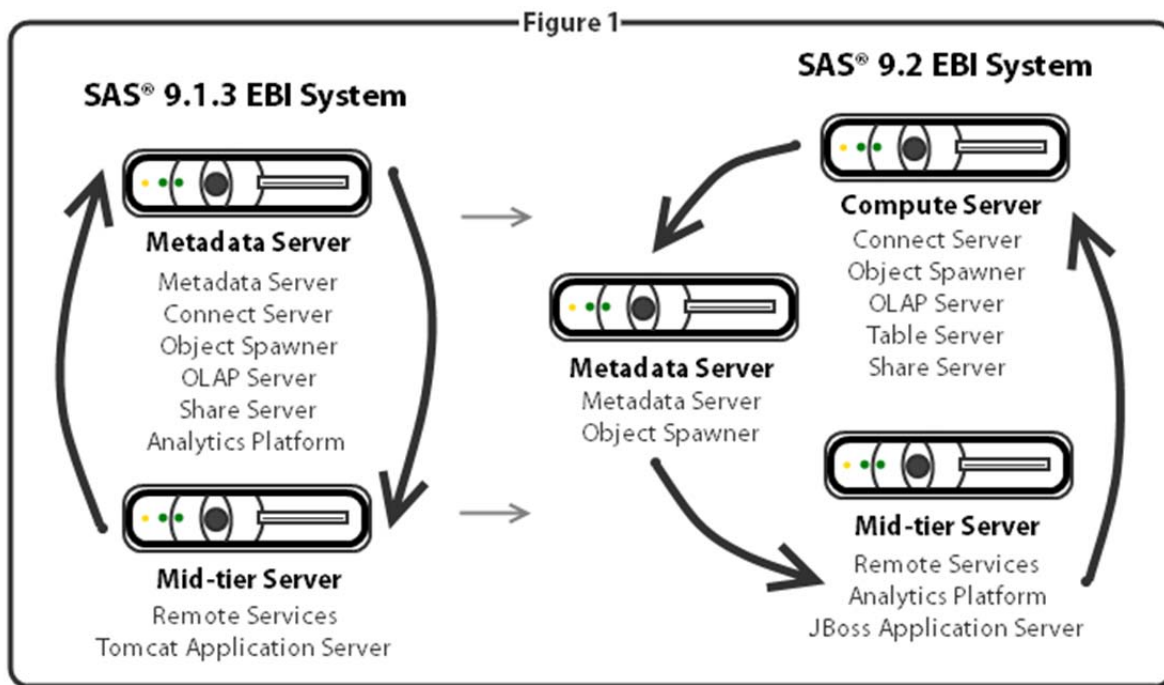 Figure 1
SAS® 9.1.3 EBI System
Metadata Server
Metadata Server
Connect Server
Object Spawner
OLAP Server
Share Server
Analytics Platform
Mid-tier Server
Remote Services
Tomcat Application Server
SAS® 9.2 EBI System
Compute Server
Connect Server
Object Spawner
OLAP Server
Table Server
Share Server
Metadata Server
Metadata Server
Object Spawner
Mid-tier Server
Remote Services
Analytics Platform
JBoss Application Server